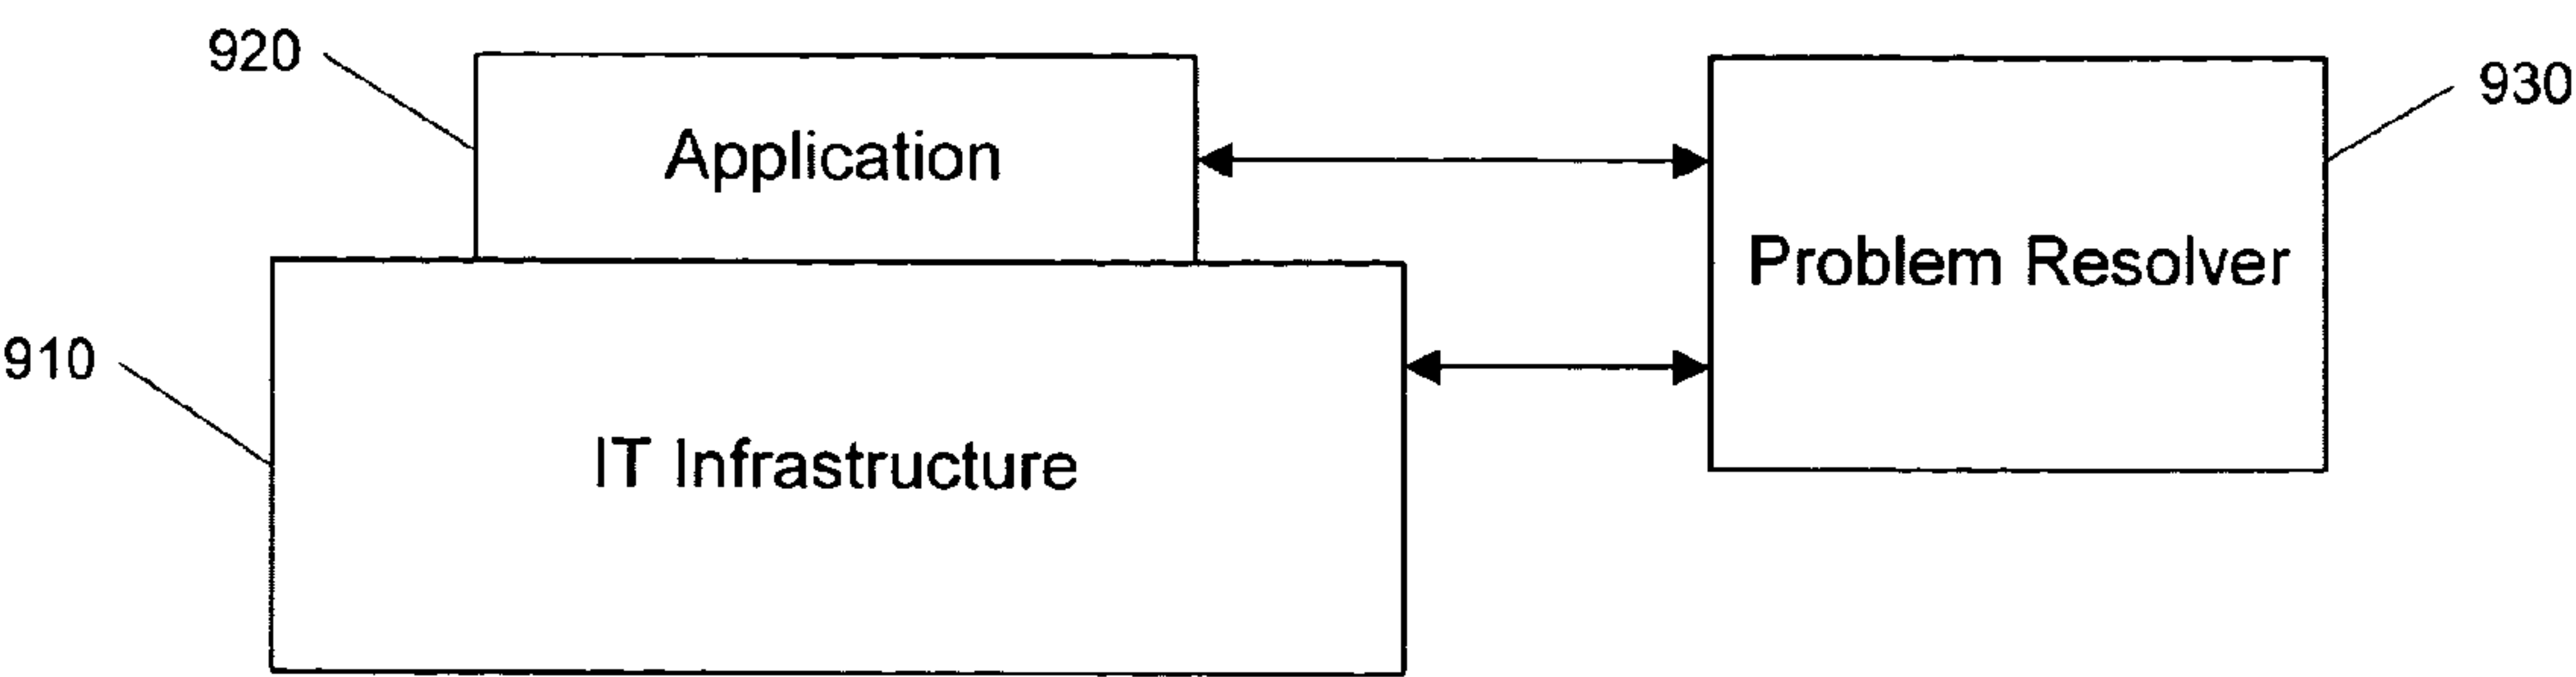 920
Application
930
Problem Resolver
910
IT Infrastructure